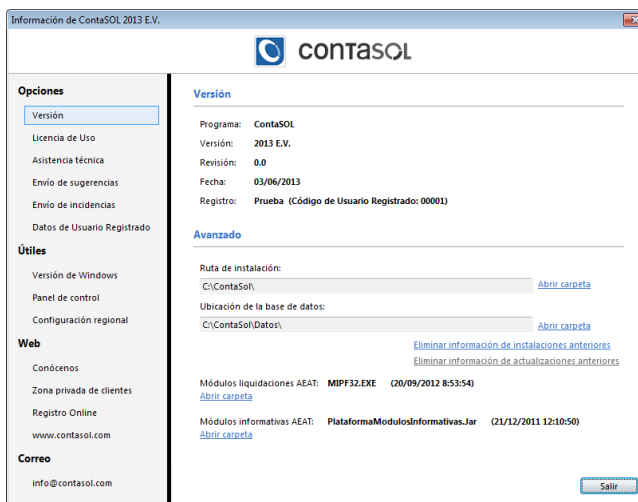 Información de ContaSOL 2013 E.V.
CONTASOL
Opciones
Versión
Licencia de Uso
Asistencia técnica
Envío de sugerencias
Envío de incidencias
Datos de Usuario Registrado
Útiles
Versión de Windows
Panel de control
Configuración regional
Web
Conócenos
Zona privada de clientes
Registro Online
www.contasol.com
Correo
info@contasol.com
Versión
Programa: ContaSOL
Versión: 2013 E.V.
Revisión: 0.0
Fecha: 03/06/2013
Registro: Prueba (Código de Usuario Registrado: 00001)
Avanzado
Ruta de instalación:
C:\ContaSol\ Abrir carpeta
Ubicación de la base de datos:
C:\ContaSol\Datos\ Abrir carpeta
Eliminar información de instalaciones anteriores
Eliminar información de actualizaciones anteriores
Módulos liquidaciones AEAT: MIPF32.EXE (20/09/2012 8:53:54)
Abrir carpeta
Módulos informativas AEAT: PlataformaModulosInformativas.Jar (21/12/2011 12:10:50)
Abrir carpeta
Salir